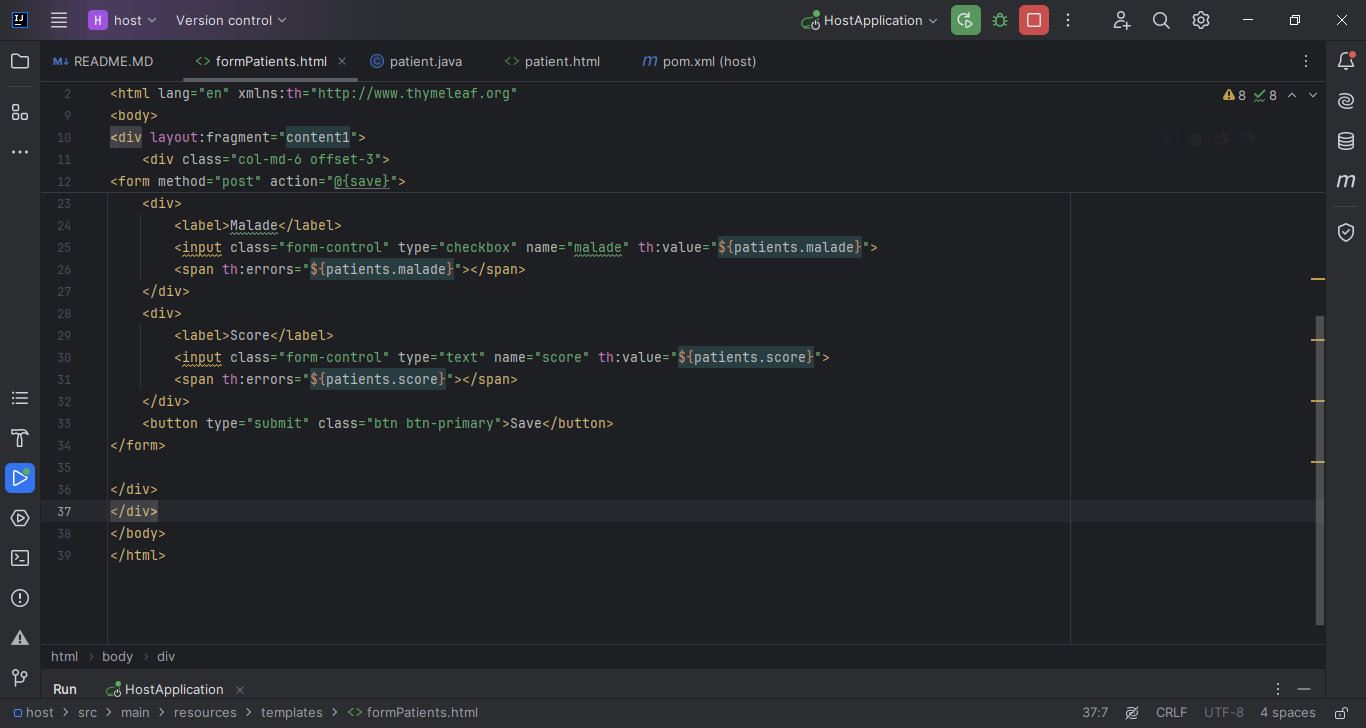 H host Version control HostApplication
README.MD formPatients.html patient.java patient.html pom.xml (host)
2 <html lang="en" xmlns:th="http://www.thymeleaf.org" 8 8
9 <body>
10 <div layout:fragment="content1">
11 <div class="col-md-6 offset-3">
12 <form method="post" action="@{save}">
23 <div>
24 <label>Malade</label>
25 <input class="form-control" type="checkbox" name="malade" th:value="${patients.malade}">
26 <span th:errors="${patients.malade}"></span>
27 </div>
28 <div>
29 <label>Score</label>
30 <input class="form-control" type="text" name="score" th:value="${patients.score}">
31 <span th:errors="${patients.score}"></span>
32 </div>
33 <button type="submit" class="btn btn-primary">Save</button>
34 </form>
35
36 </div>
37 </div>
38 </body>
39 </html>
html › body › div
Run HostApplication
host > src > main > resources > templates > <> formPatients.html 37:7 CRLF UTF-8 4 spaces